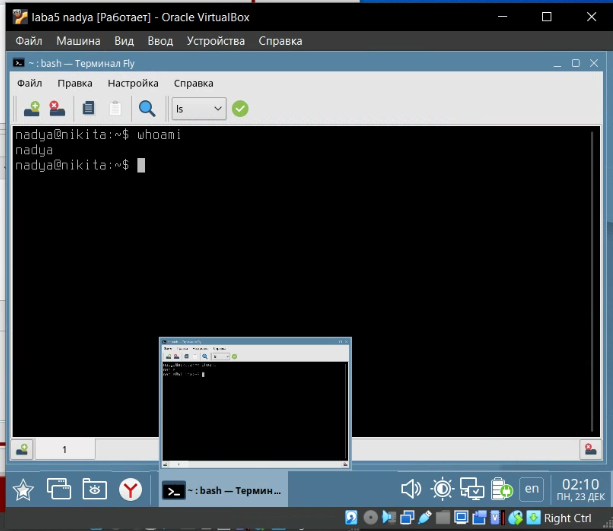 laba5 nadya [Работает] - Oracle VirtualBox
Файл Машина Вид Ввод Устройства Справка
~ : bash — Терминал Fly
Файл Правка Настройка Справка
ls
nadya@nikita:~$ whoami
nadya
nadya@nikita:~$
1
~ : bash — Термин...
en
02:10
ПН, 23 ДЕК
Right Ctrl